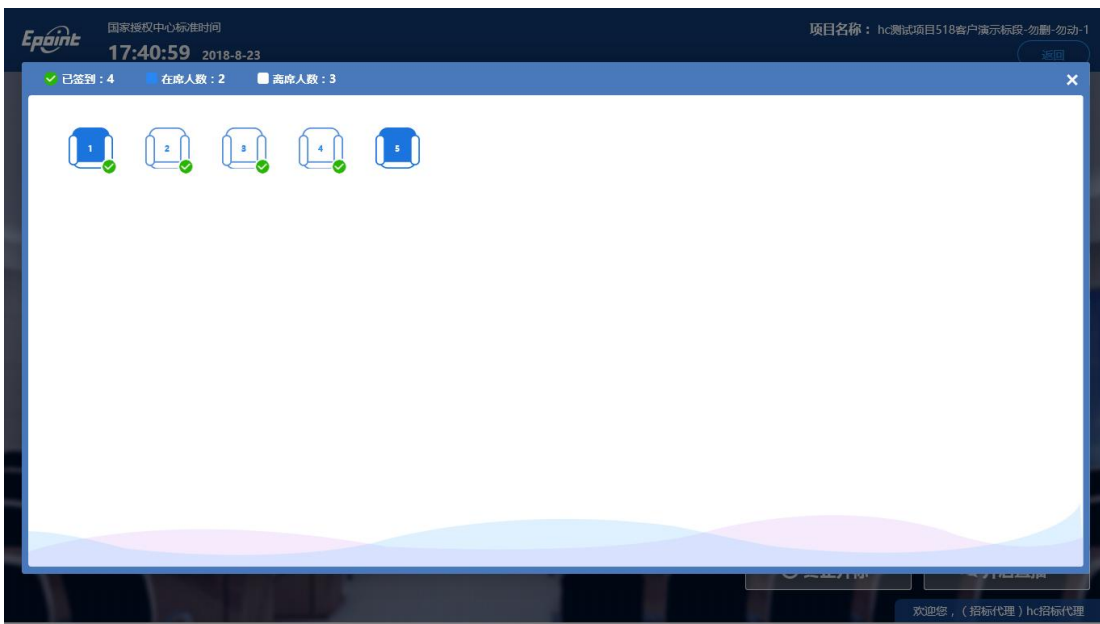 Epoint
国家授权中心标准时间
17:40:59 2018-8-23
项目名称：hc测试项目518客户演示标段-勿删-勿动-1
返回
已签到：4 在席人数：2 离席人数：3
1 2 3 4 5
欢迎您，（招标代理）hc招标代理